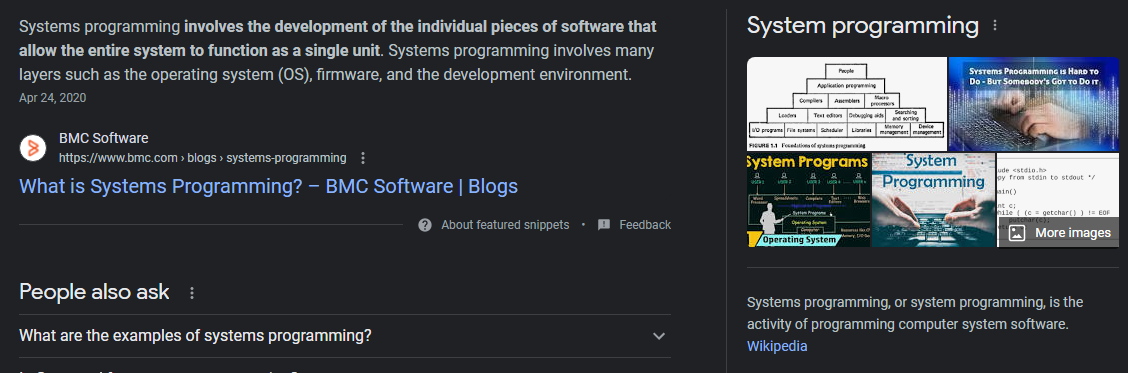 Systems programming involves the development of the individual pieces of software that
allow the entire system to function as a single unit. Systems programming involves many
layers such as the operating system (OS), firmware, and the development environment.
Apr 24, 2020
BMC Software
https://www.bmc.com › blogs › systems-programming
What is Systems Programming? – BMC Software | Blogs
About featured snippets • Feedback
People also ask
What are the examples of systems programming?
System programming
People
Application programming
Compilers Assemblers Macro processors
Loaders Text editors Debugging aids Searching and sorting
I/O programs File systems Scheduler Libraries Memory management Device management
FIGURE 1.1 Foundations of systems programming
SYSTEMS PROGRAMMING IS HARD TO
DO - BUT SOMEBODY'S GOT TO DO IT
System Programs
System Programs
Operating System
Computer
Operating System
System
Programming
ude <stdio.h>
py from stdin to stdout */
ain()
nt c;
hile ( ( c = getchar() ) != EOF
More images
Systems programming, or system programming, is the
activity of programming computer system software.
Wikipedia